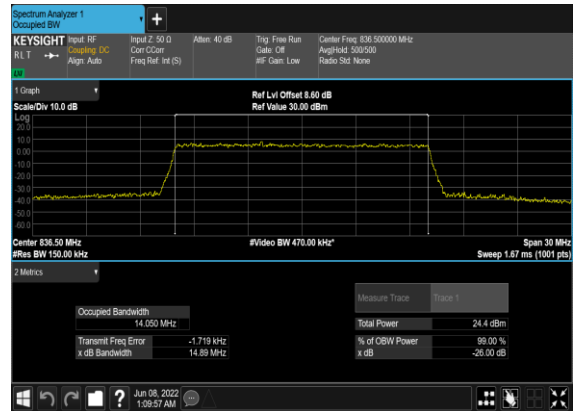 Spectrum Analyzer 1
Occupied BW
KEYSIGHT
RLT
LW
Input: RF
Coupling: DC
Align: Auto
Input Z: 50 Ω
Corr CCorr
Freq Ref: Int (S)
Atten: 40 dB
Trig: Free Run
Gate: Off
#IF Gain: Low
Center Freq: 836.500000 MHz
Avg|Hold: 500/500
Radio Std: None
1 Graph
Scale/Div 10.0 dB
Ref Lvl Offset 8.60 dB
Ref Value 30.00 dBm
Log
20.0
10.0
0.00
-10.0
-20.0
-30.0
-40.0
-50.0
-60.0
Center 836.50 MHz
#Res BW 150.00 kHz
#Video BW 470.00 kHz*
Span 30 MHz
Sweep 1.67 ms (1001 pts)
2 Metrics
Occupied Bandwidth
14.050 MHz
Transmit Freq Error -1.719 kHz
x dB Bandwidth 14.89 MHz
Measure Trace Trace 1
Total Power 24.4 dBm
% of OBW Power 99.00 %
x dB -26.00 dB
Jun 08, 2022
1:09:57 AM